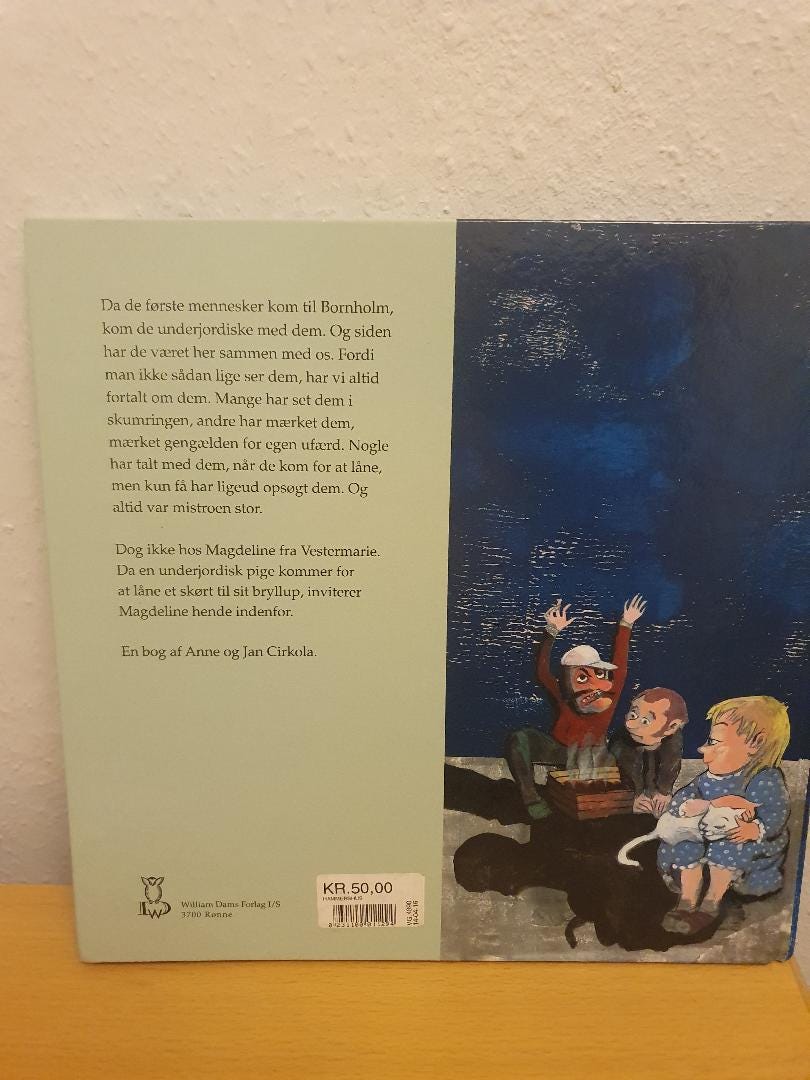 Da de første mennesker kom til Bornholm,
kom de underjordiske med dem. Og siden
har de været her sammen med os. Fordi
man ikke sådan lige ser dem, har vi altid
fortalt om dem. Mange har set dem i
skumringen, andre har mærket dem,
mærket gengælden for egen ufærd. Nogle
har talt med dem, når de kom for at låne,
men kun få har ligeud opsøgt dem. Og
altid var mistroen stor.
Dog ikke hos Magdeline fra Vestermarie.
Da en underjordisk pige kommer for
at låne et skørt til sit bryllup, inviterer
Magdeline hende indenfor.
En bog af Anne og Jan Cirkola.
William Dams Forlag I/S
3700 Rønne
KR.50,00
HAMMERSHUS
14-04-16